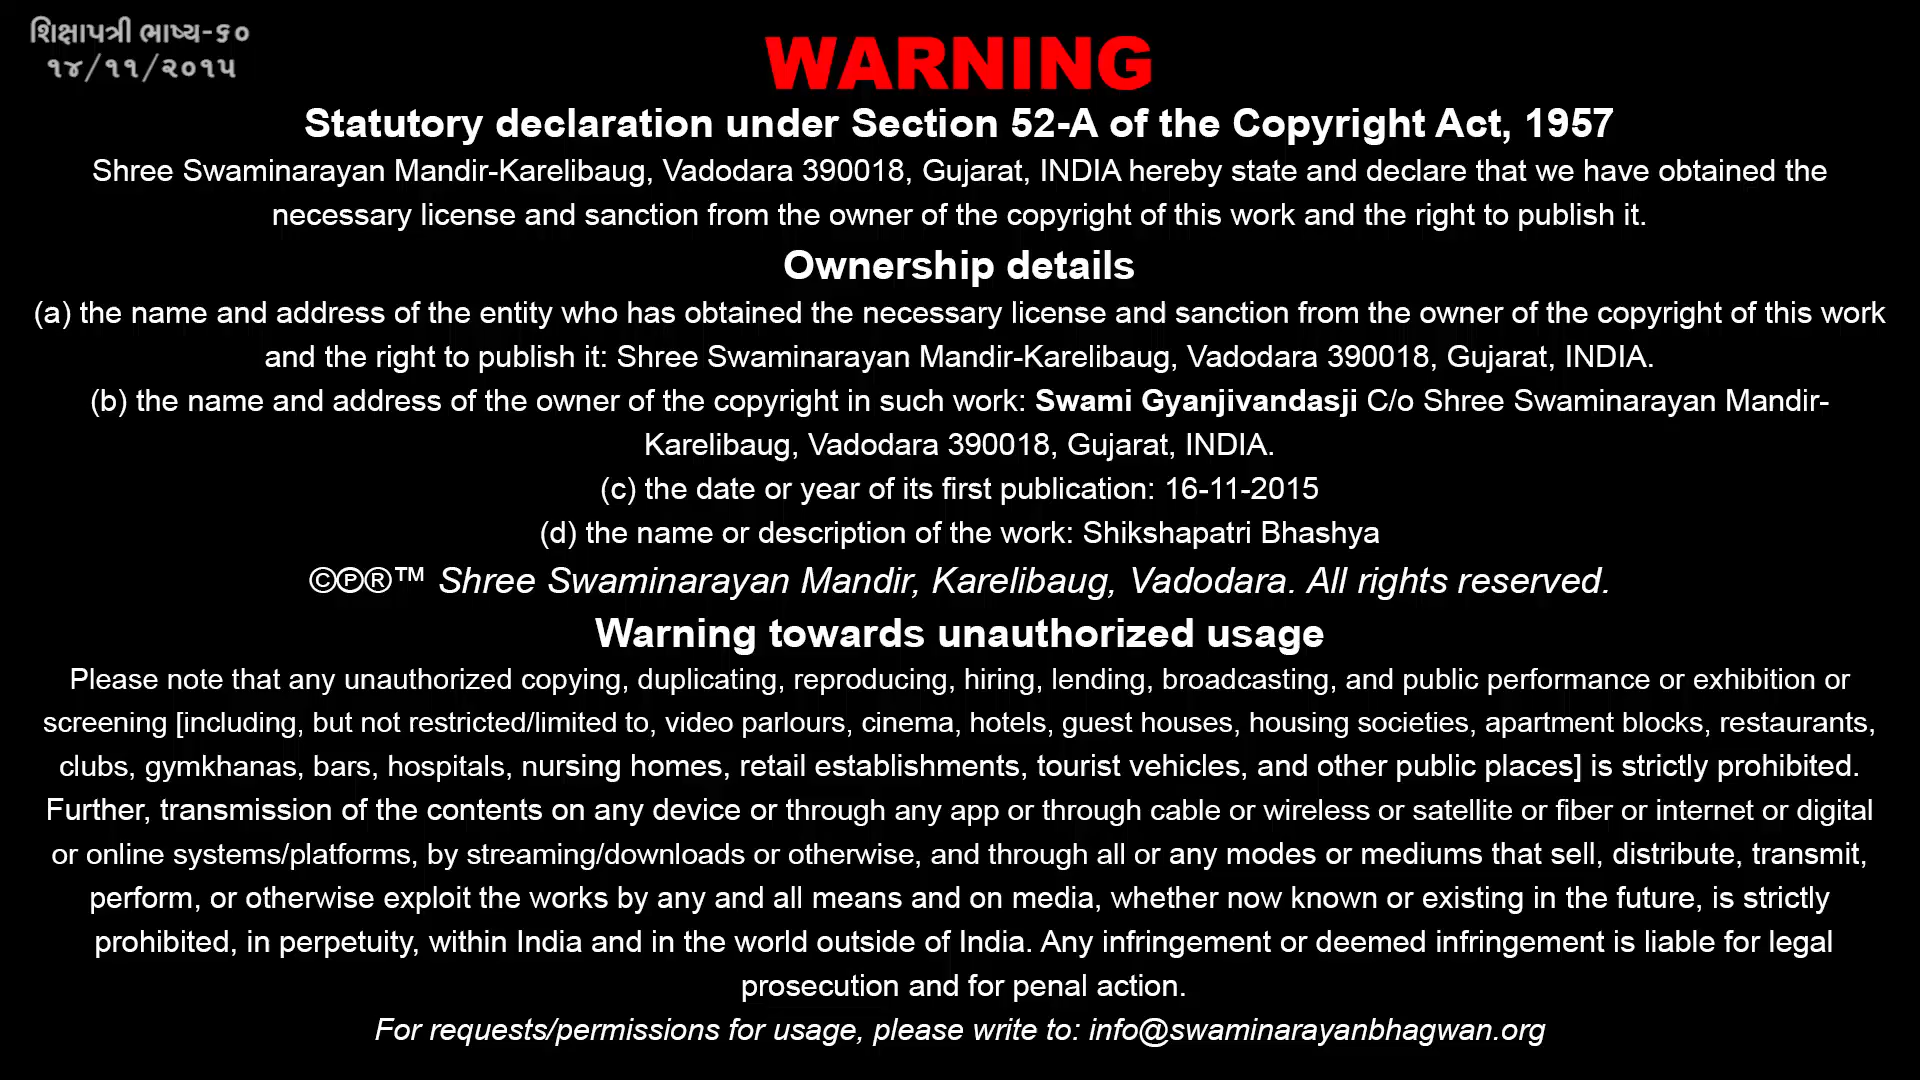 શિક્ષાપત્રી ભાષ્ય-૬૦
૧૪/૧૧/૨૦૧૫
WARNING
Statutory declaration under Section 52-A of the Copyright Act, 1957
Shree Swaminarayan Mandir-Karelibaug, Vadodara 390018, Gujarat, INDIA hereby state and declare that we have obtained the
necessary license and sanction from the owner of the copyright of this work and the right to publish it.
Ownership details
(a) the name and address of the entity who has obtained the necessary license and sanction from the owner of the copyright of this work
and the right to publish it: Shree Swaminarayan Mandir-Karelibaug, Vadodara 390018, Gujarat, INDIA.
(b) the name and address of the owner of the copyright in such work: Swami Gyanjivandasji C/o Shree Swaminarayan Mandir-
Karelibaug, Vadodara 390018, Gujarat, INDIA.
(c) the date or year of its first publication: 16-11-2015
(d) the name or description of the work: Shikshapatri Bhashya
©℗®™ Shree Swaminarayan Mandir, Karelibaug, Vadodara. All rights reserved.
Warning towards unauthorized usage
Please note that any unauthorized copying, duplicating, reproducing, hiring, lending, broadcasting, and public performance or exhibition or
screening [including, but not restricted/limited to, video parlours, cinema, hotels, guest houses, housing societies, apartment blocks, restaurants,
clubs, gymkhanas, bars, hospitals, nursing homes, retail establishments, tourist vehicles, and other public places] is strictly prohibited.
Further, transmission of the contents on any device or through any app or through cable or wireless or satellite or fiber or internet or digital
or online systems/platforms, by streaming/downloads or otherwise, and through all or any modes or mediums that sell, distribute, transmit,
perform, or otherwise exploit the works by any and all means and on media, whether now known or existing in the future, is strictly
prohibited, in perpetuity, within India and in the world outside of India. Any infringement or deemed infringement is liable for legal
prosecution and for penal action.
For requests/permissions for usage, please write to: info@swaminarayanbhagwan.org